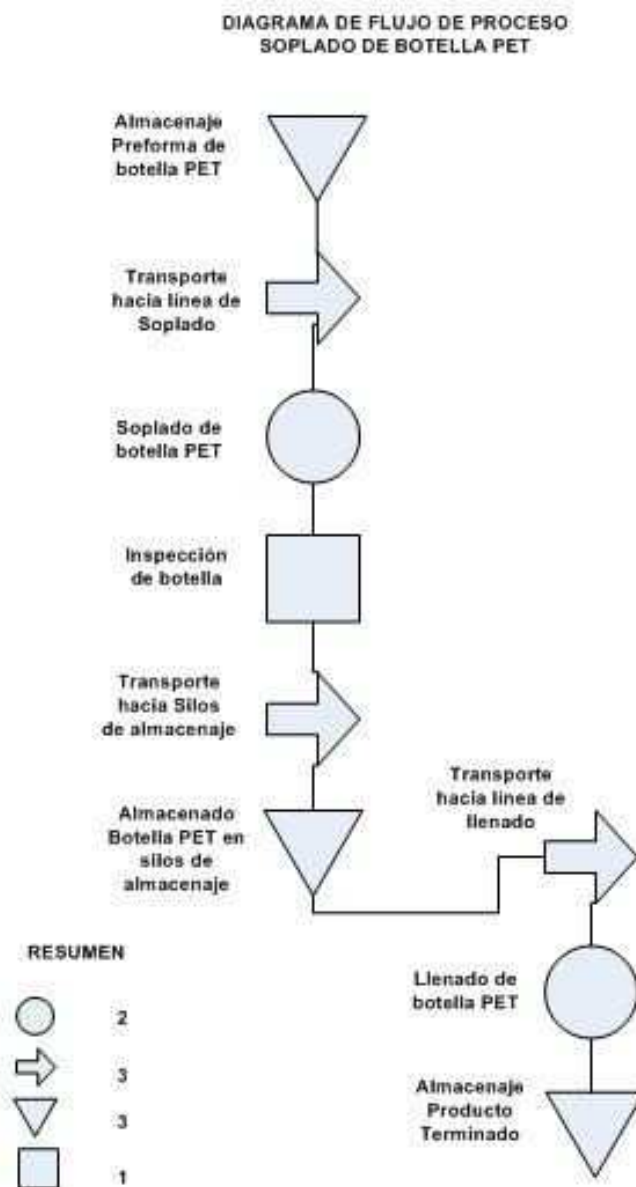 DIAGRAMA DE FLUJO DE PROCESO
SOPLADO DE BOTELLA PET
Almacenaje
Preforma de
botella PET
Transporte
hacia linea de
Soplado
Soplado de
botella PET
Inspección
de botella
Transporte
hacia Silos
de almacenaje
Almacenado
Botella PET en
silos de
almacenaje
Transporte
hacia linea de
llenado
Llenado de
botella PET
Almacenaje
Producto
Terminado
RESUMEN
2
3
3
1